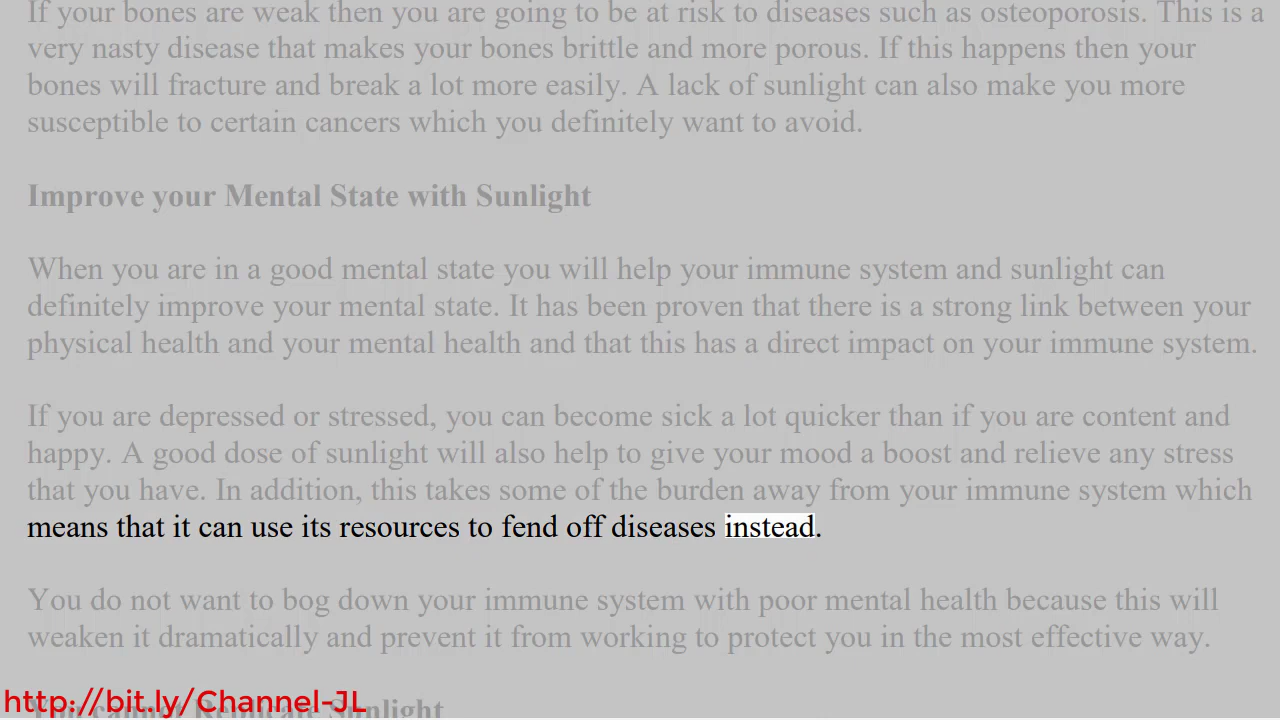 If your bones are weak then you are going to be at risk to diseases such as osteoporosis. This is a
very nasty disease that makes your bones brittle and more porous. If this happens then your
bones will fracture and break a lot more easily. A lack of sunlight can also make you more
susceptible to certain cancers which you definitely want to avoid.
Improve your Mental State with Sunlight
When you are in a good mental state you will help your immune system and sunlight can
definitely improve your mental state. It has been proven that there is a strong link between your
physical health and your mental health and that this has a direct impact on your immune system.
If you are depressed or stressed, you can become sick a lot quicker than if you are content and
happy. A good dose of sunlight will also help to give your mood a boost and relieve any stress
that you have. In addition, this takes some of the burden away from your immune system which
means that it can use its resources to fend off diseases instead.
You do not want to bog down your immune system with poor mental health because this will
weaken it dramatically and prevent it from working to protect you in the most effective way.
http://bit.ly/Channel-JL
You cannot Replicate Sunlight